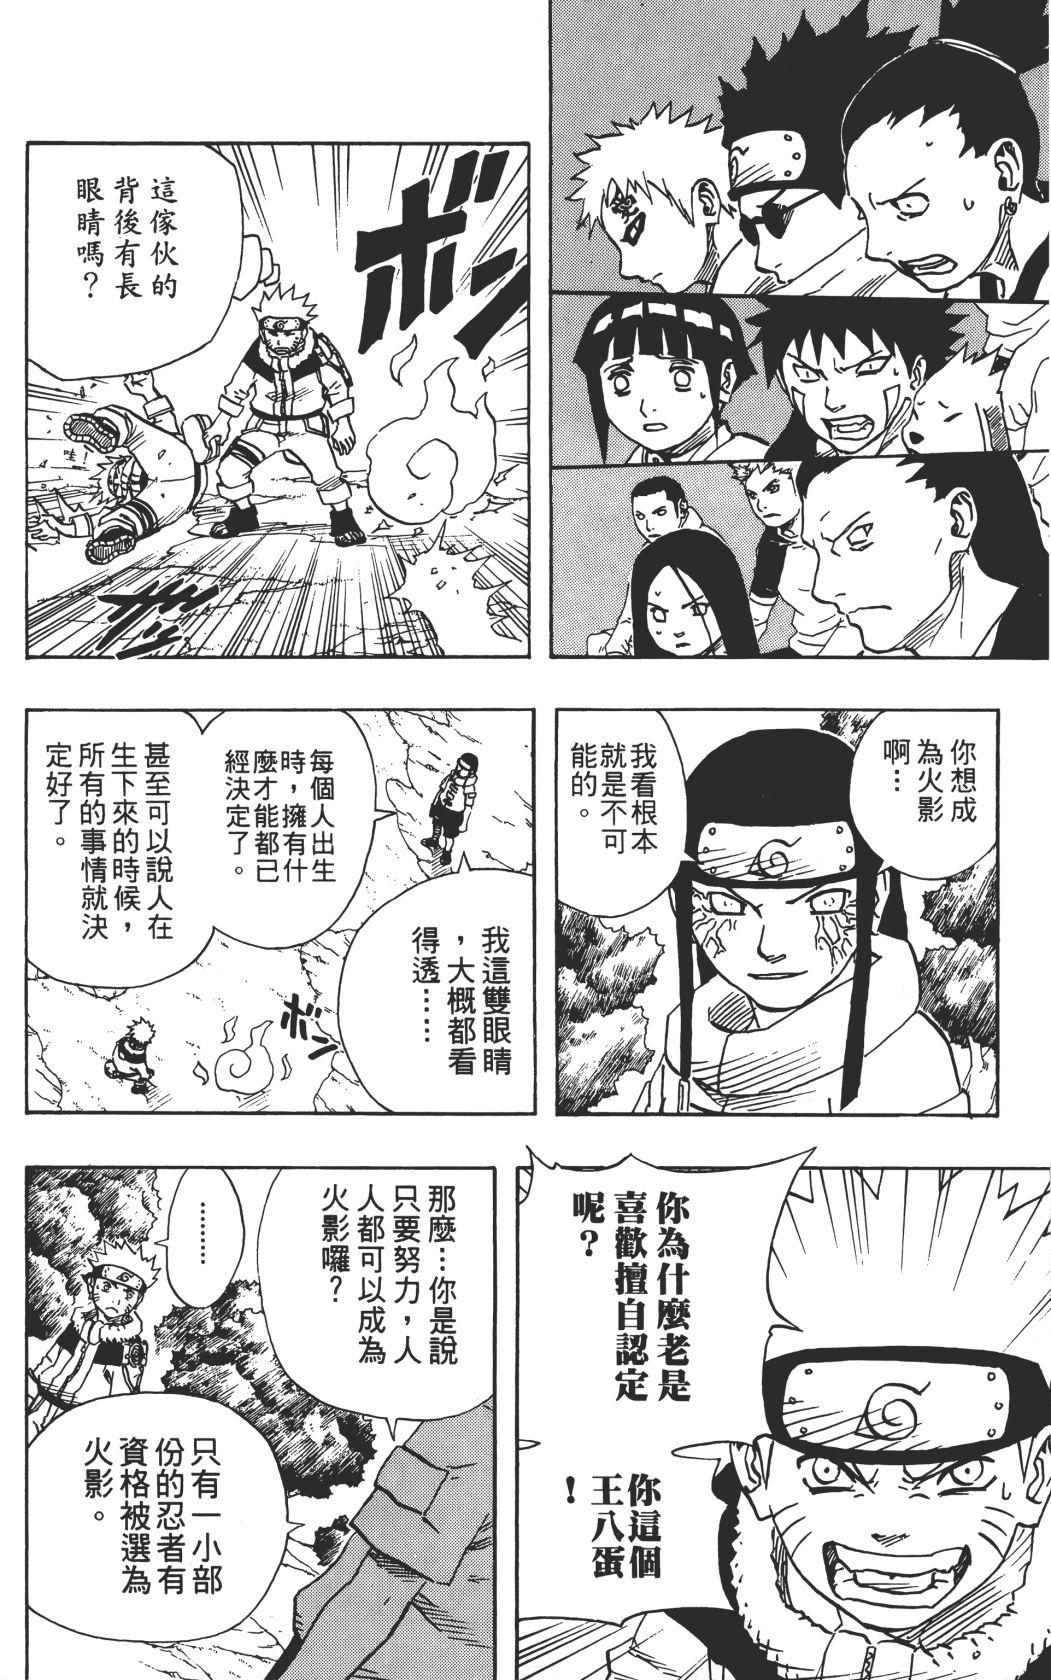 這傢伙的
背後有長
眼睛嗎？
ボン
哇！
ザザ
你想成
為火影
啊…
我看根本
就是不可
能的。
我這雙眼睛
，大概都看
得透……
每個人出生
時，擁有什
麼才能都已
經決定了。
甚至可以說人在
生下來的時候，
所有的事情就決
定好了。
ボン
你為什麼老是
喜歡擅自認定
呢？
你這個
王八蛋
！
那麼…你是說
只要努力，人
人都可以成為
火影囉？
………
只有一小部
份的忍者有
資格被選為
火影。